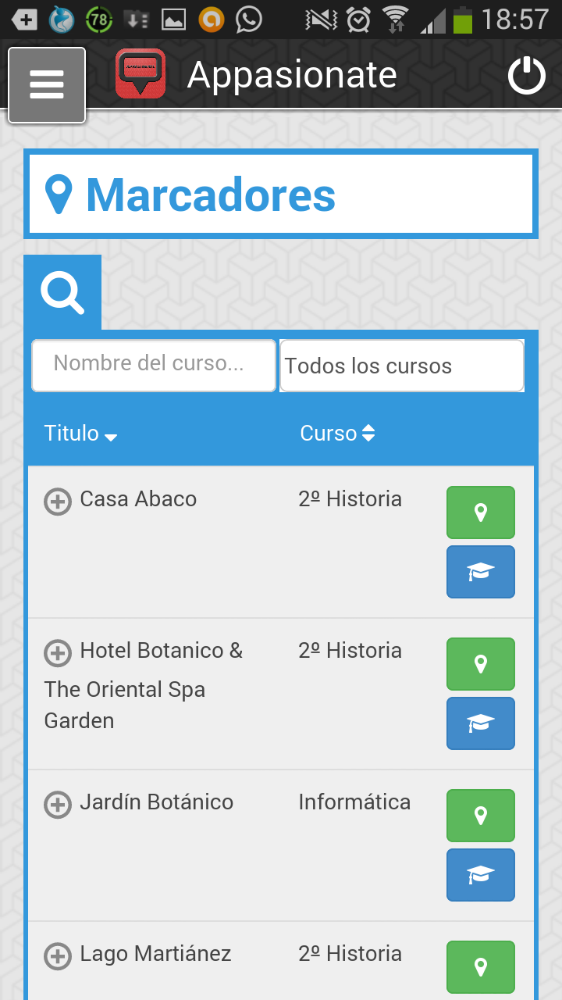 78
18:57
Appasionate
Marcadores
Nombre del curso...
Todos los cursos
Titulo Curso
Casa Abaco 2º Historia
Hotel Botanico & 2º Historia
The Oriental Spa
Garden
Jardín Botánico Informática
Lago Martiánez 2º Historia